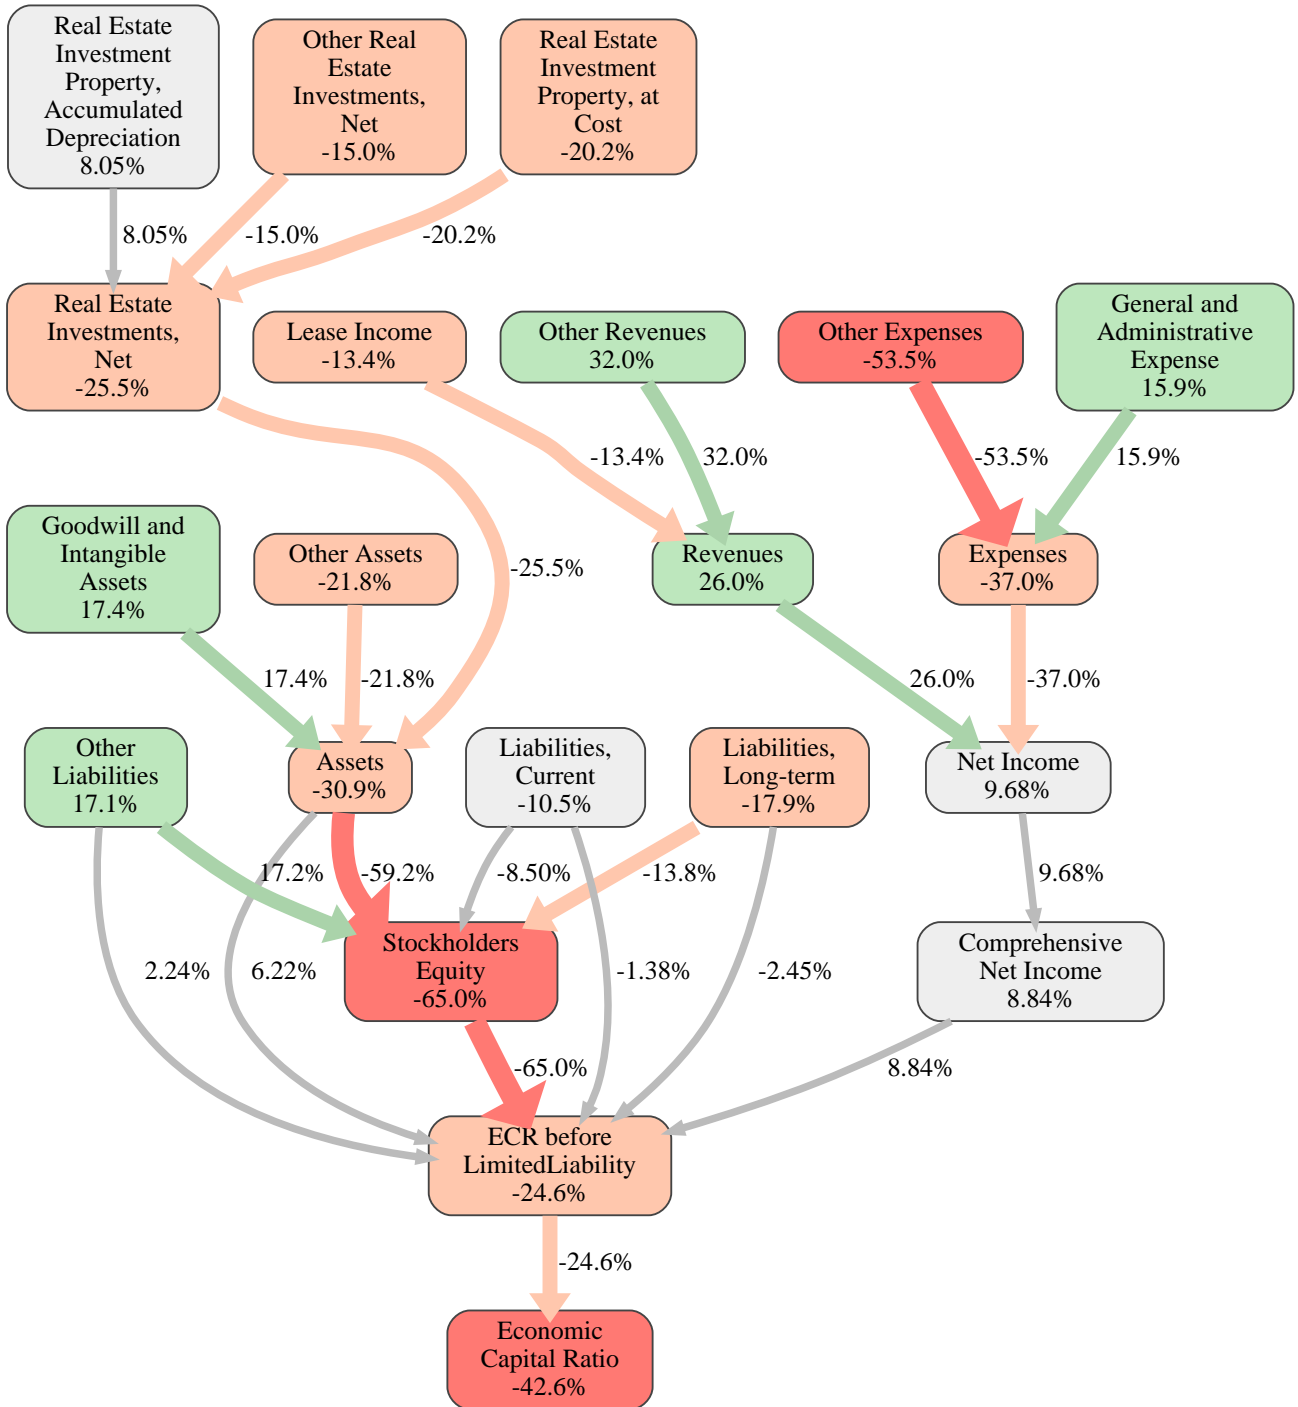 Real Estate
Investment
Property,
Accumulated
Depreciation
8.05%
Other Real
Estate
Investments,
Net
-15.0%
Real Estate
Investment
Property, at
Cost
-20.2%
8.05%
-15.0%
-20.2%
Real Estate
Investments,
Net
-25.5%
Lease Income
-13.4%
Other Revenues
32.0%
Other Expenses
-53.5%
General and
Administrative
Expense
15.9%
-13.4%
32.0%
-53.5%
15.9%
Goodwill and
Intangible
Assets
17.4%
Other Assets
-21.8%
-25.5%
Revenues
26.0%
Expenses
-37.0%
17.4%
-21.8%
26.0%
-37.0%
Other
Liabilities
17.1%
Assets
-30.9%
Liabilities,
Current
-10.5%
Liabilities,
Long-term
-17.9%
Net Income
9.68%
17.2%
-59.2%
-8.50%
-13.8%
9.68%
2.24%
6.22%
Stockholders
Equity
-65.0%
-1.38%
-2.45%
Comprehensive
Net Income
8.84%
-65.0%
8.84%
ECR before
LimitedLiability
-24.6%
-24.6%
Economic
Capital Ratio
-42.6%